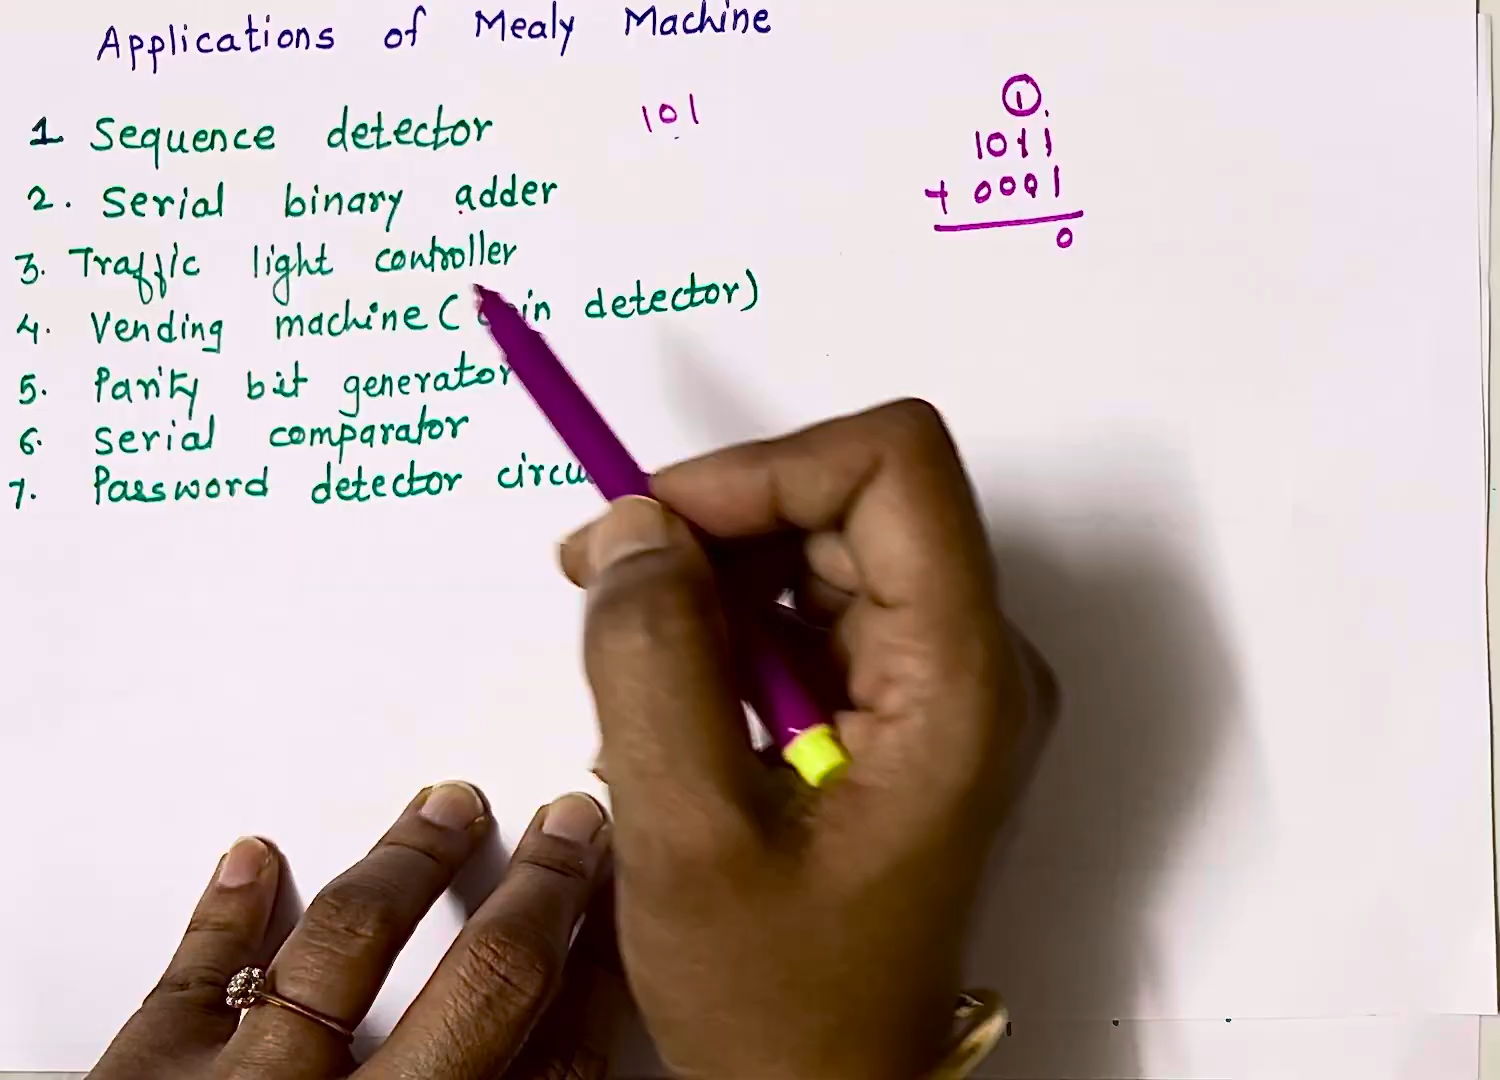 Applications of Mealy Machine
1. Sequence detector 101
2. Serial binary adder
3. Traffic light controller
4. Vending machine ( in detector)
5. Parity bit generator
6. Serial comparator
7. Password detector
1
1011
+ 0001
0